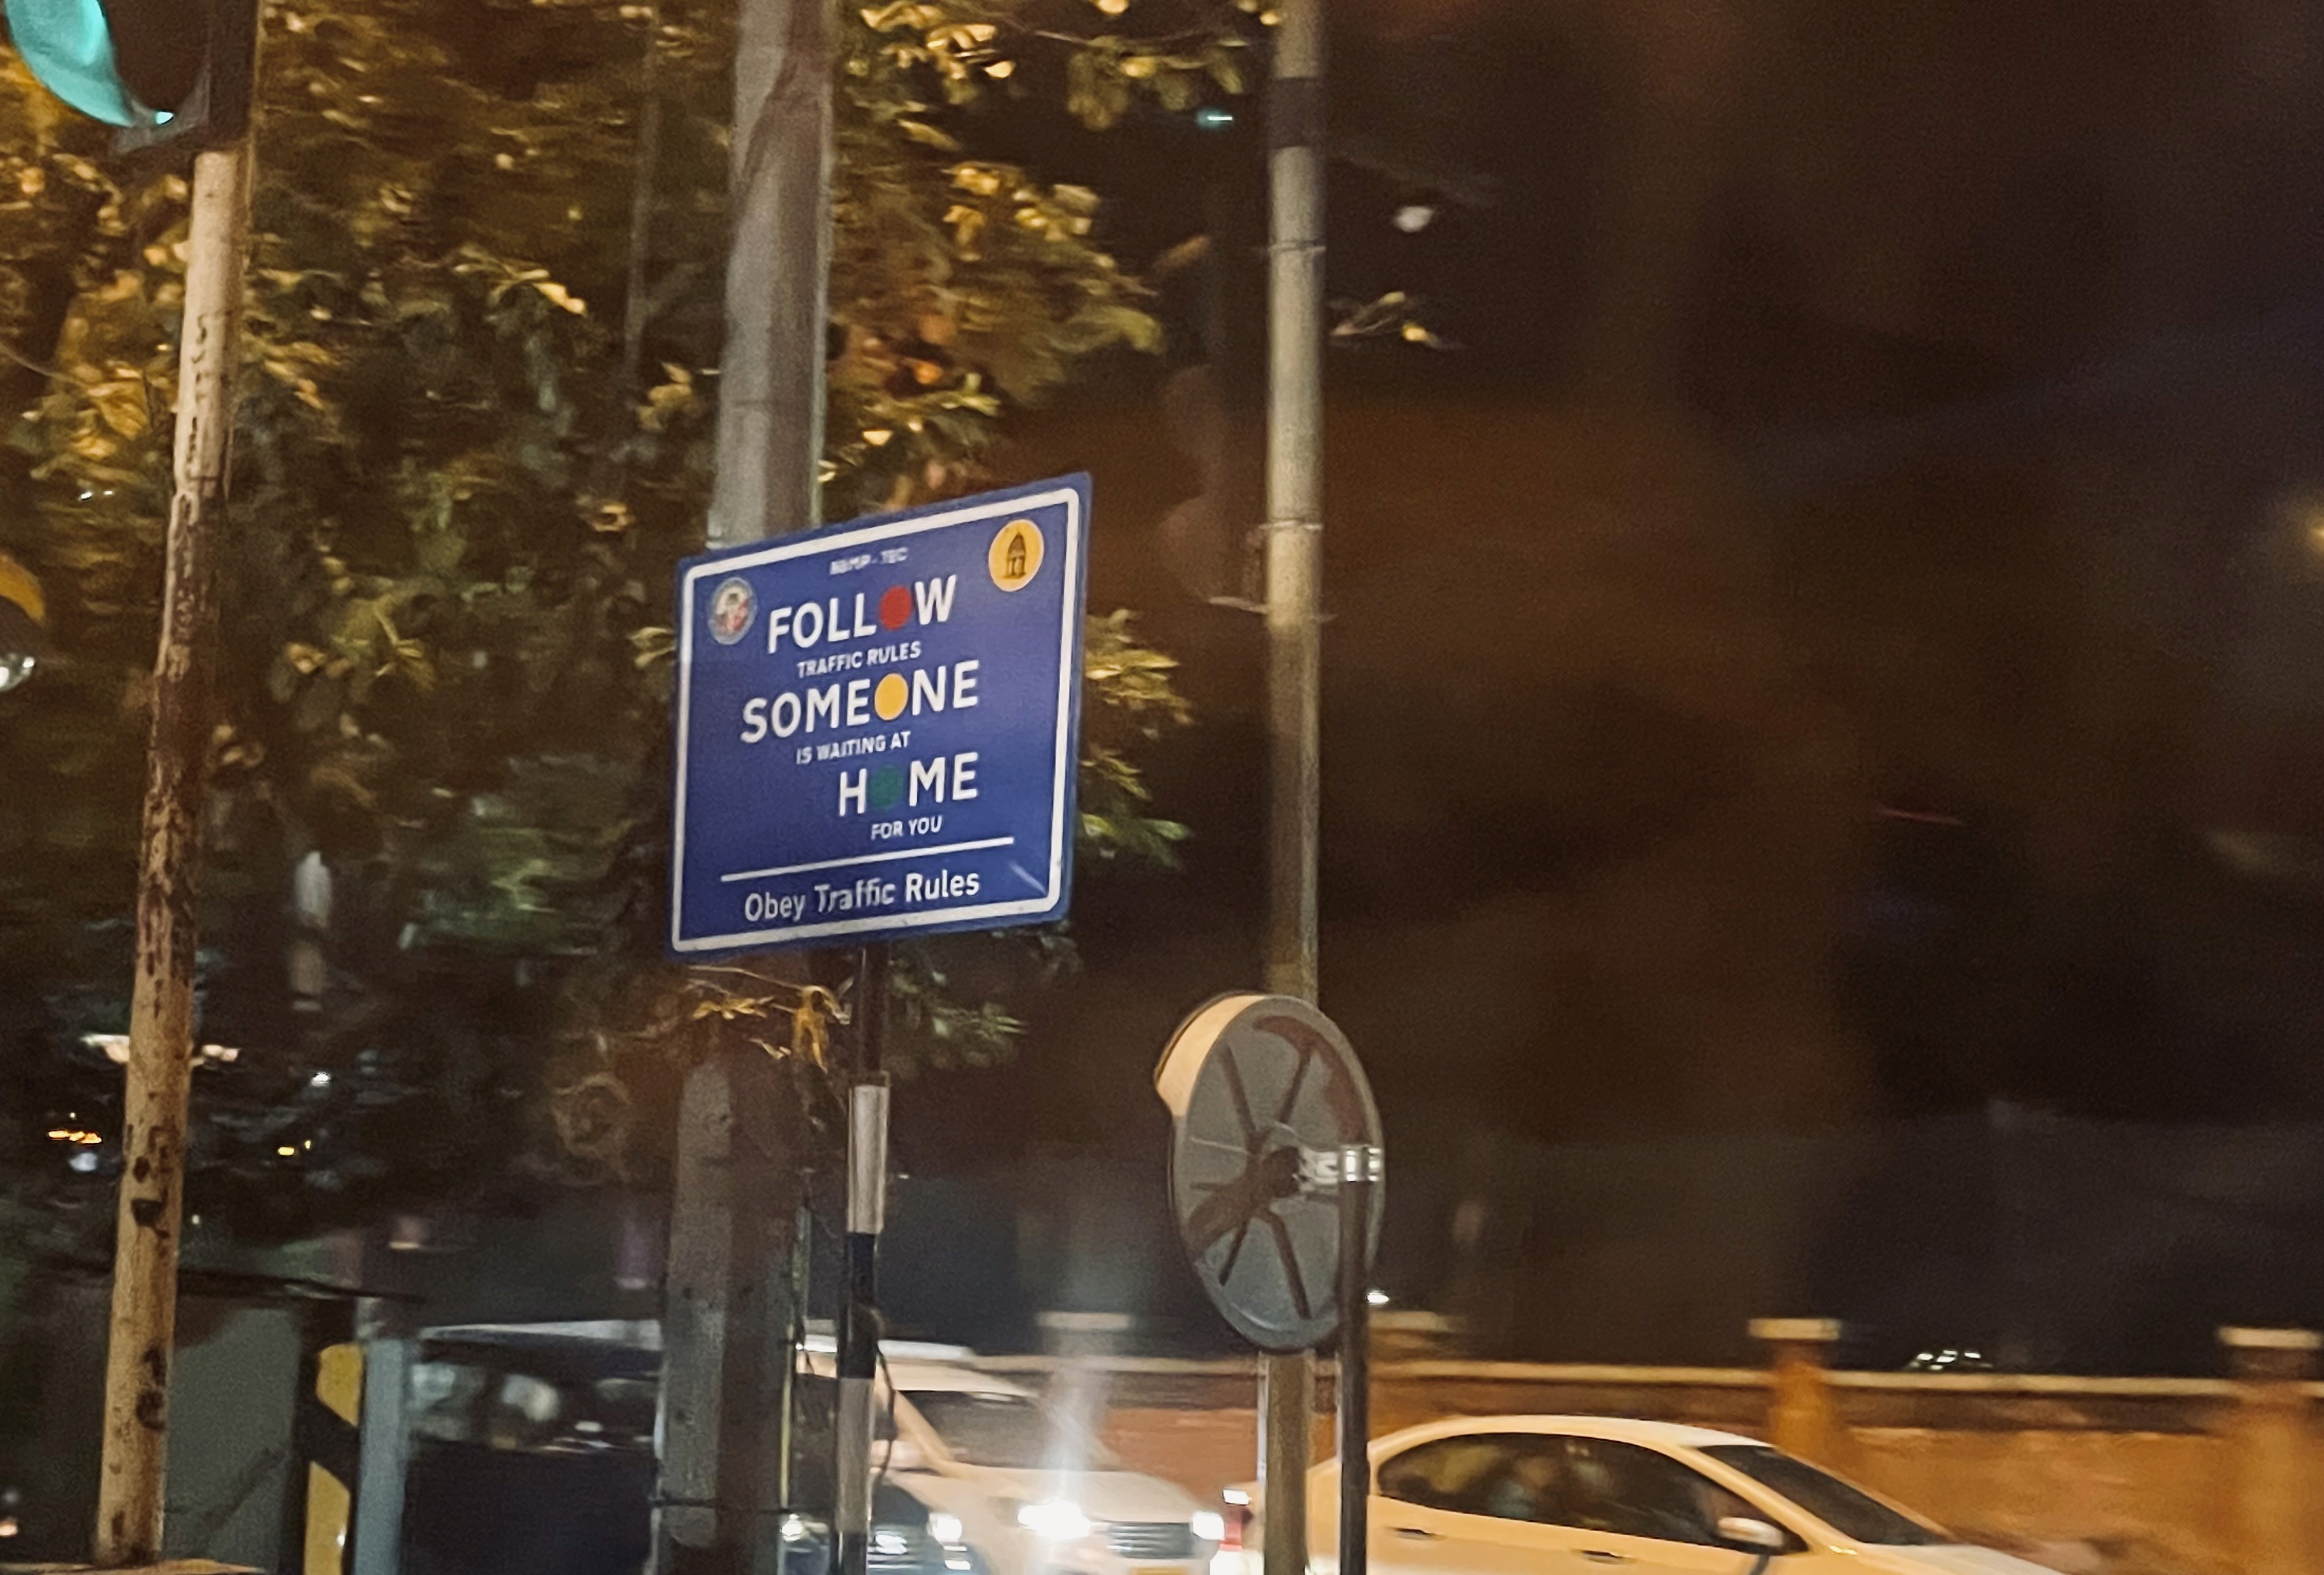 BBMP - TEC
FOLLOW
TRAFFIC RULES
SOMEONE
IS WAITING AT
HOME
FOR YOU
Obey Traffic Rules